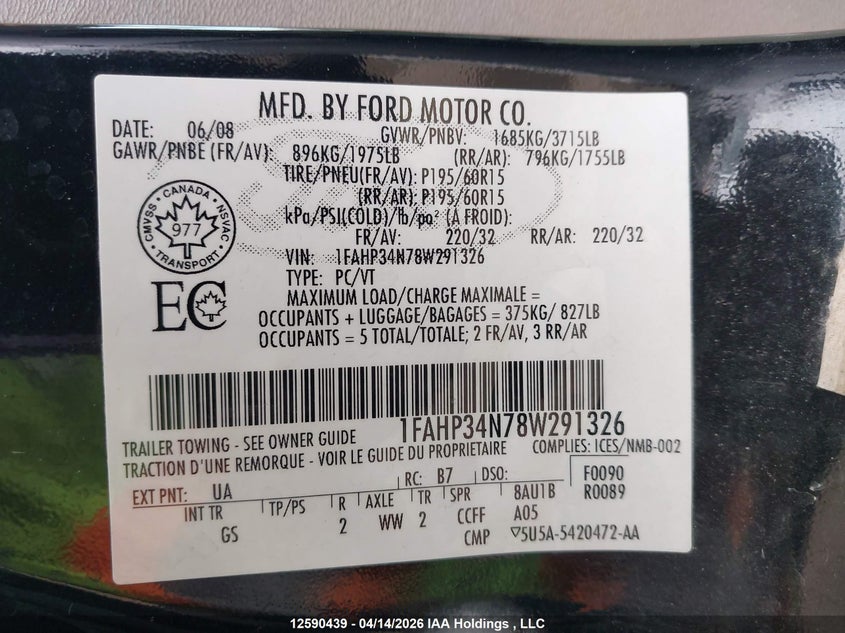 MFD. BY FORD MOTOR CO.
DATE: 06/08 GVWR/PNBV: 1685KG/3715LB
GAWR/PNBE (FR/AV): 896KG/1975LB (RR/AR): 796KG/1755LB
TIRE/PNEU(FR/AV): P195/60R15
(RR/AR): P195/60R15
kPa/PSI(COLD)/lb/po² (À FROID):
FR/AV: 220/32 RR/AR: 220/32
VIN: 1FAHP34N78W291326
TYPE: PC/VT
MAXIMUM LOAD/CHARGE MAXIMALE =
OCCUPANTS + LUGGAGE/BAGAGES = 375KG/ 827LB
OCCUPANTS = 5 TOTAL/TOTALE; 2 FR/AV, 3 RR/AR
CANADA
CMVSS 977 NSVAC
TRANSPORT
EC
1FAHP34N78W291326
TRAILER TOWING - SEE OWNER GUIDE COMPLIES: ICES/NMB-002
TRACTION D'UNE REMORQUE - VOIR LE GUIDE DU PROPRIETAIRE
EXT PNT: UA RC: B7 DSO: F0090
R0089
INT TR TP/PS R AXLE TR SPR 8AU1B
GS 2 WW 2 CCFF A05
CMP ▽5U5A-5420472-AA
12590439 - 04/14/2026 IAA Holdings , LLC